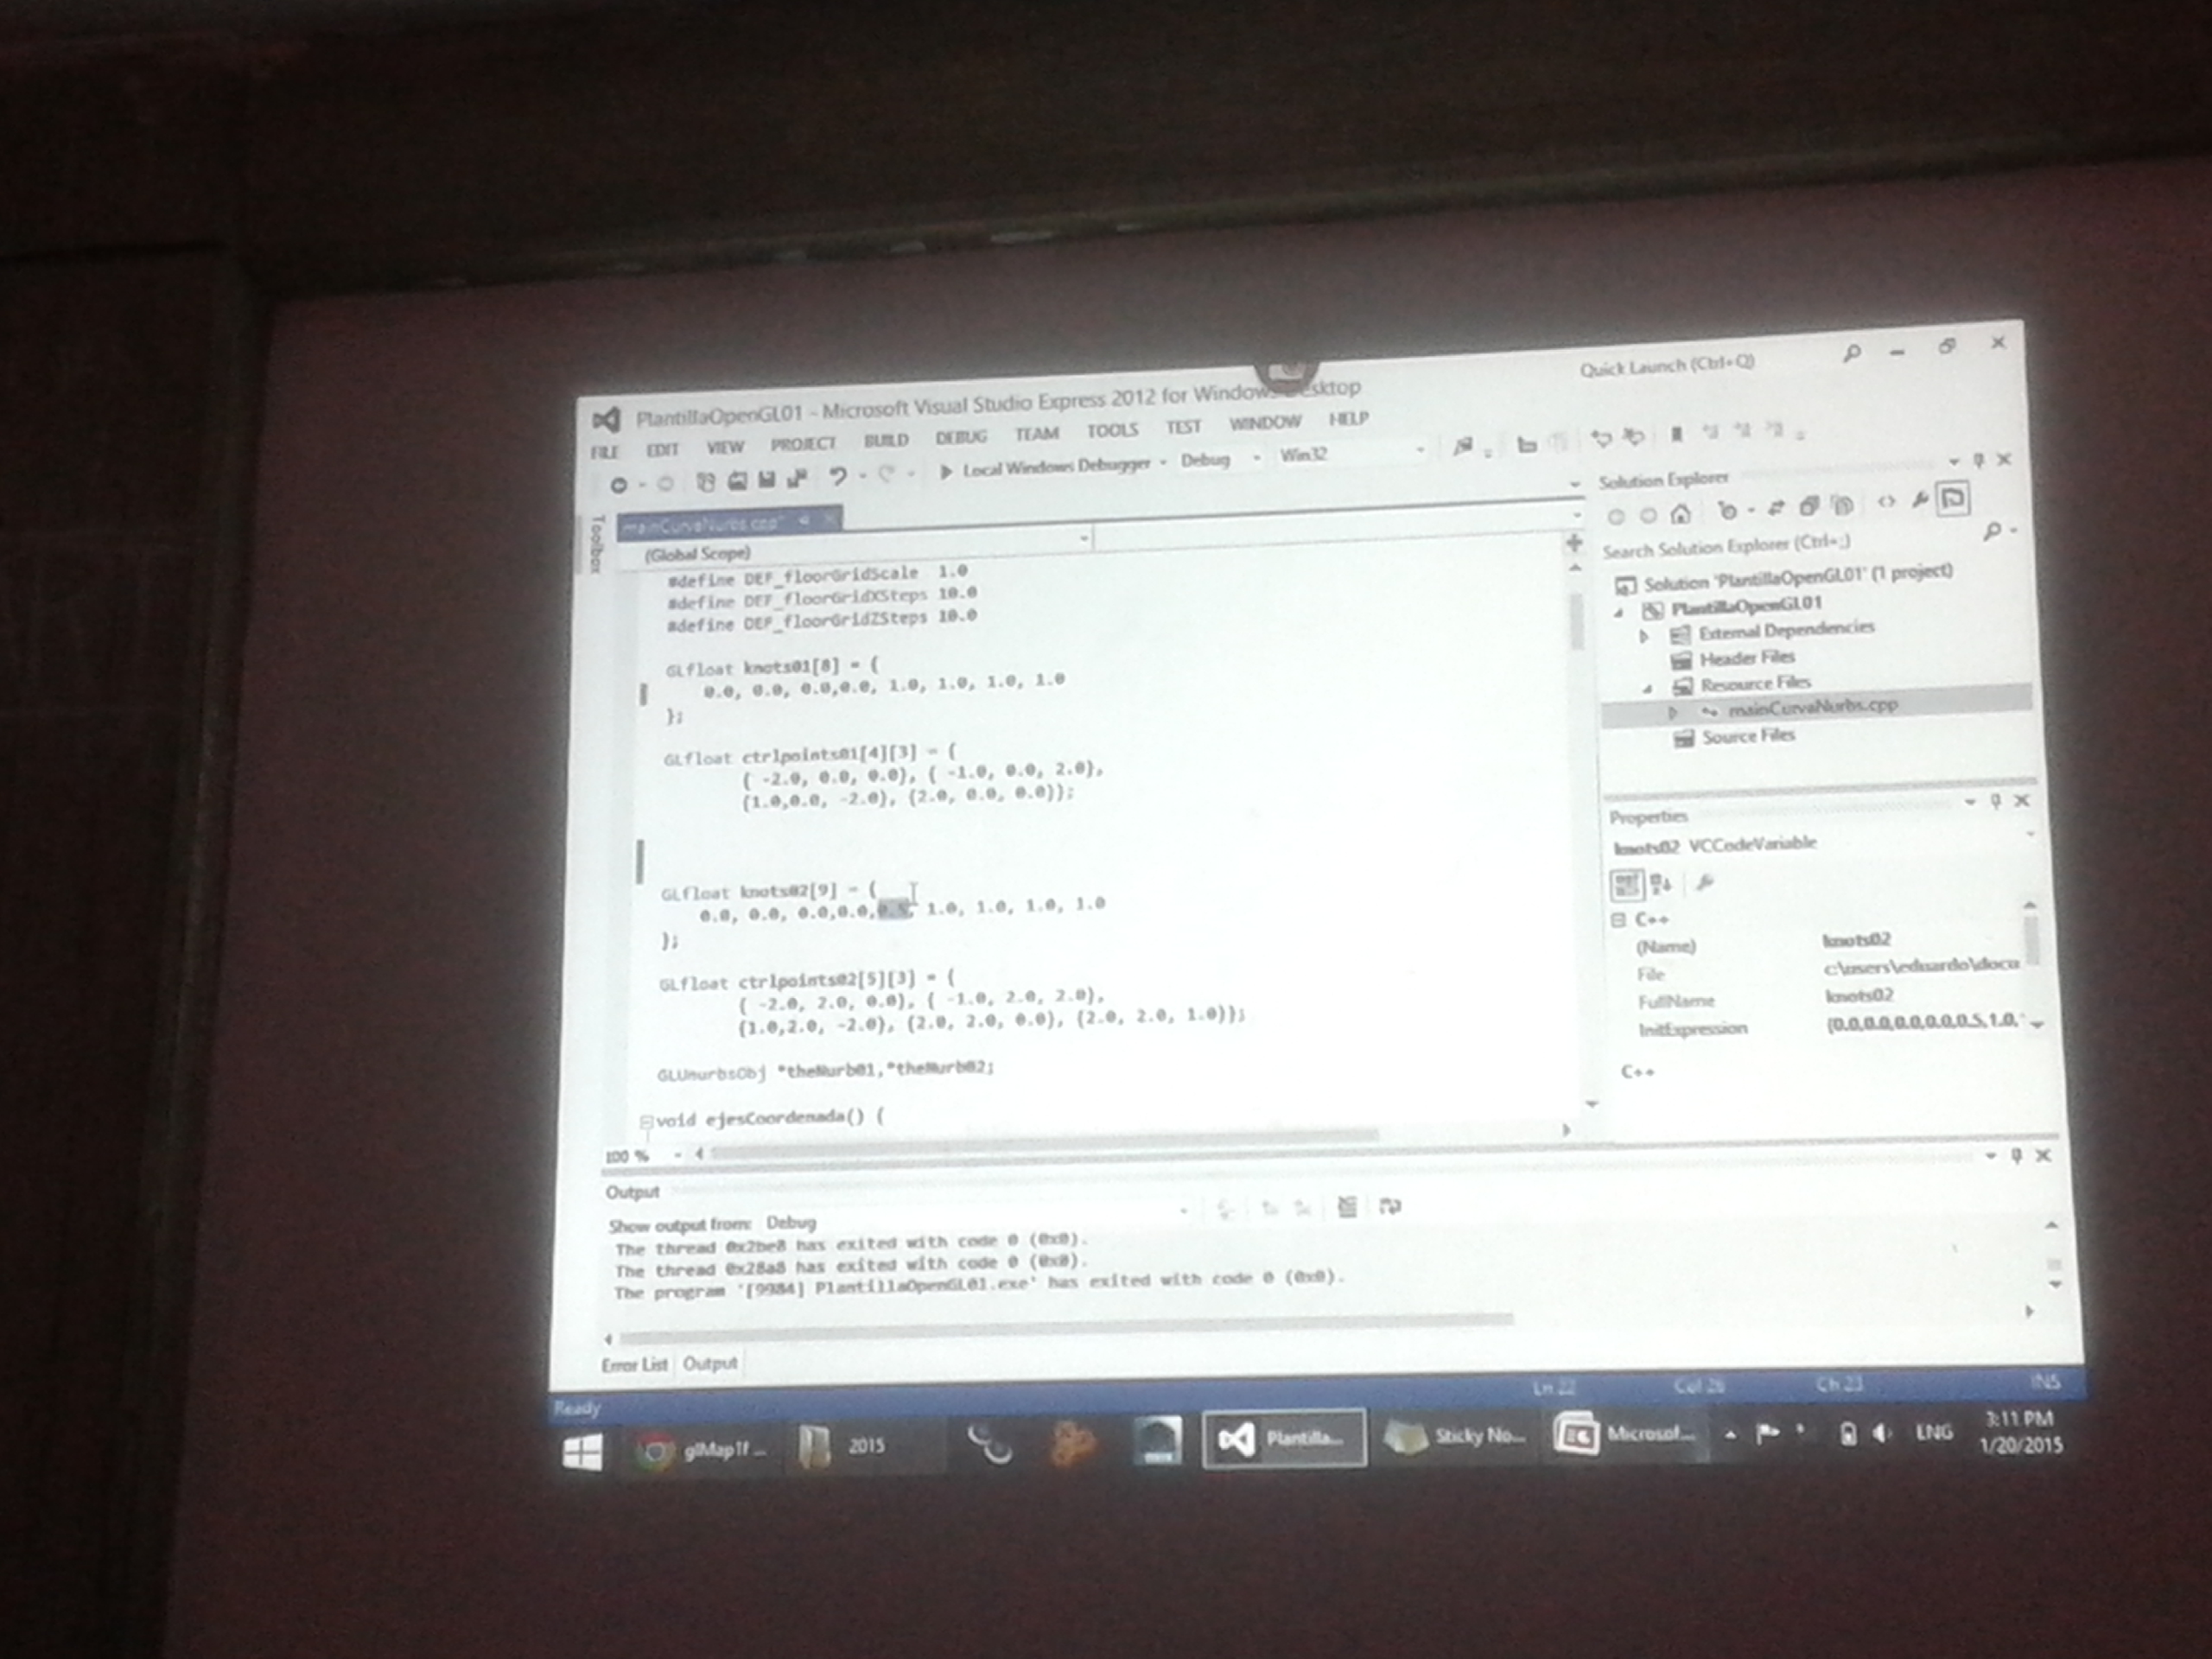 PlantillaOpenGL01 - Microsoft Visual Studio Express 2012 for Windows Desktop
Quick Launch (Ctrl+Q)
FILE EDIT VIEW PROJECT BUILD DEBUG TEAM TOOLS TEST WINDOW HELP
Local Windows Debugger Debug Win32
Toolbox
mainCurvaNurbs.cpp*
(Global Scope)
#define DEF_floorGridScale 1.0
#define DEF_floorGridXSteps 10.0
#define DEF_floorGridZSteps 10.0
GLfloat knots01[8] = {
0.0, 0.0, 0.0,0.0, 1.0, 1.0, 1.0, 1.0
};
GLfloat ctrlpoints01[4][3] = {
{ -2.0, 0.0, 0.0}, { -1.0, 0.0, 2.0},
{1.0,0.0, -2.0}, {2.0, 0.0, 0.0}};
GLfloat knots02[9] = {
0.0, 0.0, 0.0,0.0,0.5, 1.0, 1.0, 1.0, 1.0
};
GLfloat ctrlpoints02[5][3] = {
{ -2.0, 2.0, 0.0}, { -1.0, 2.0, 2.0},
{1.0,2.0, -2.0}, {2.0, 2.0, 0.0}, {2.0, 2.0, 1.0}};
GLUnurbsObj *theNurb01,*theNurb02;
void ejesCoordenada() {
100 %
Solution Explorer
Search Solution Explorer (Ctrl+;)
Solution 'PlantillaOpenGL01' (1 project)
PlantillaOpenGL01
External Dependencies
Header Files
Resource Files
mainCurvaNurbs.cpp
Source Files
Properties
knots02 VCCodeVariable
C++
(Name) knots02
File c:\users\eduardo\docu
FullName knots02
InitExpression {0.0,0.0,0.0,0.0,0.5,1.0,
C++
Output
Show output from: Debug
The thread 0x2be8 has exited with code 0 (0x0).
The thread 0x28a8 has exited with code 0 (0x0).
The program '[9984] PlantillaOpenGL01.exe' has exited with code 0 (0x0).
Error List Output
Ready Ln 22 Col 26 Ch 23 INS
glMap1f ... 2015 Plantilla... Sticky No... Microsof... ENG
3:11 PM
1/20/2015